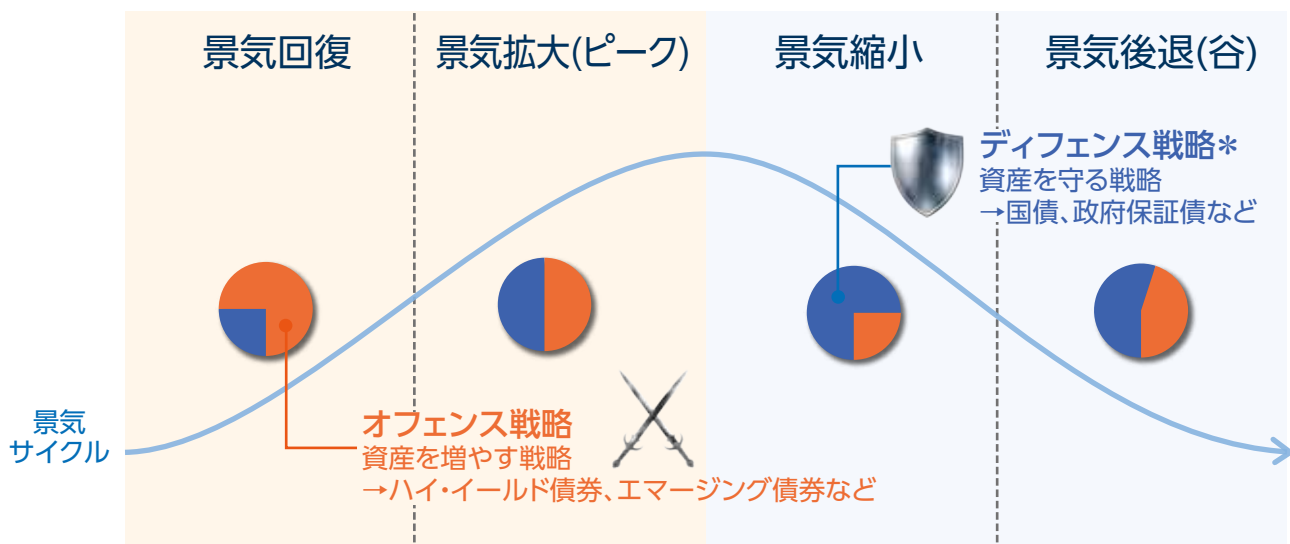 景気回復
景気拡大(ピーク)
景気縮小
景気後退(谷)
ディフェンス戦略*
資産を守る戦略
→国債、政府保証債など
景気
サイクル
オフェンス戦略
資産を増やす戦略
→ハイ・イールド債券、エマージング債券など